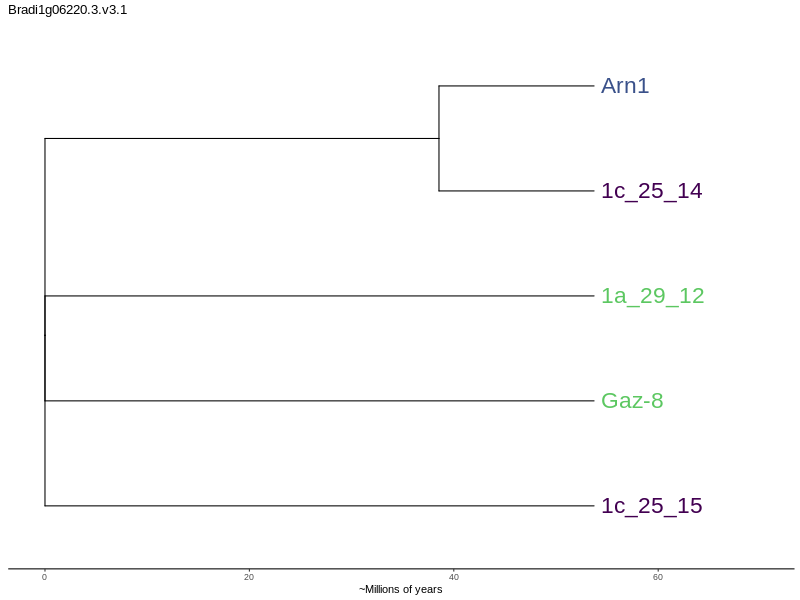 Bradi1g06220.3.v3.1
Arn1
1c_25_14
1a_29_12
Gaz-8
1c_25_15
0 20 40 60
~Millions of years